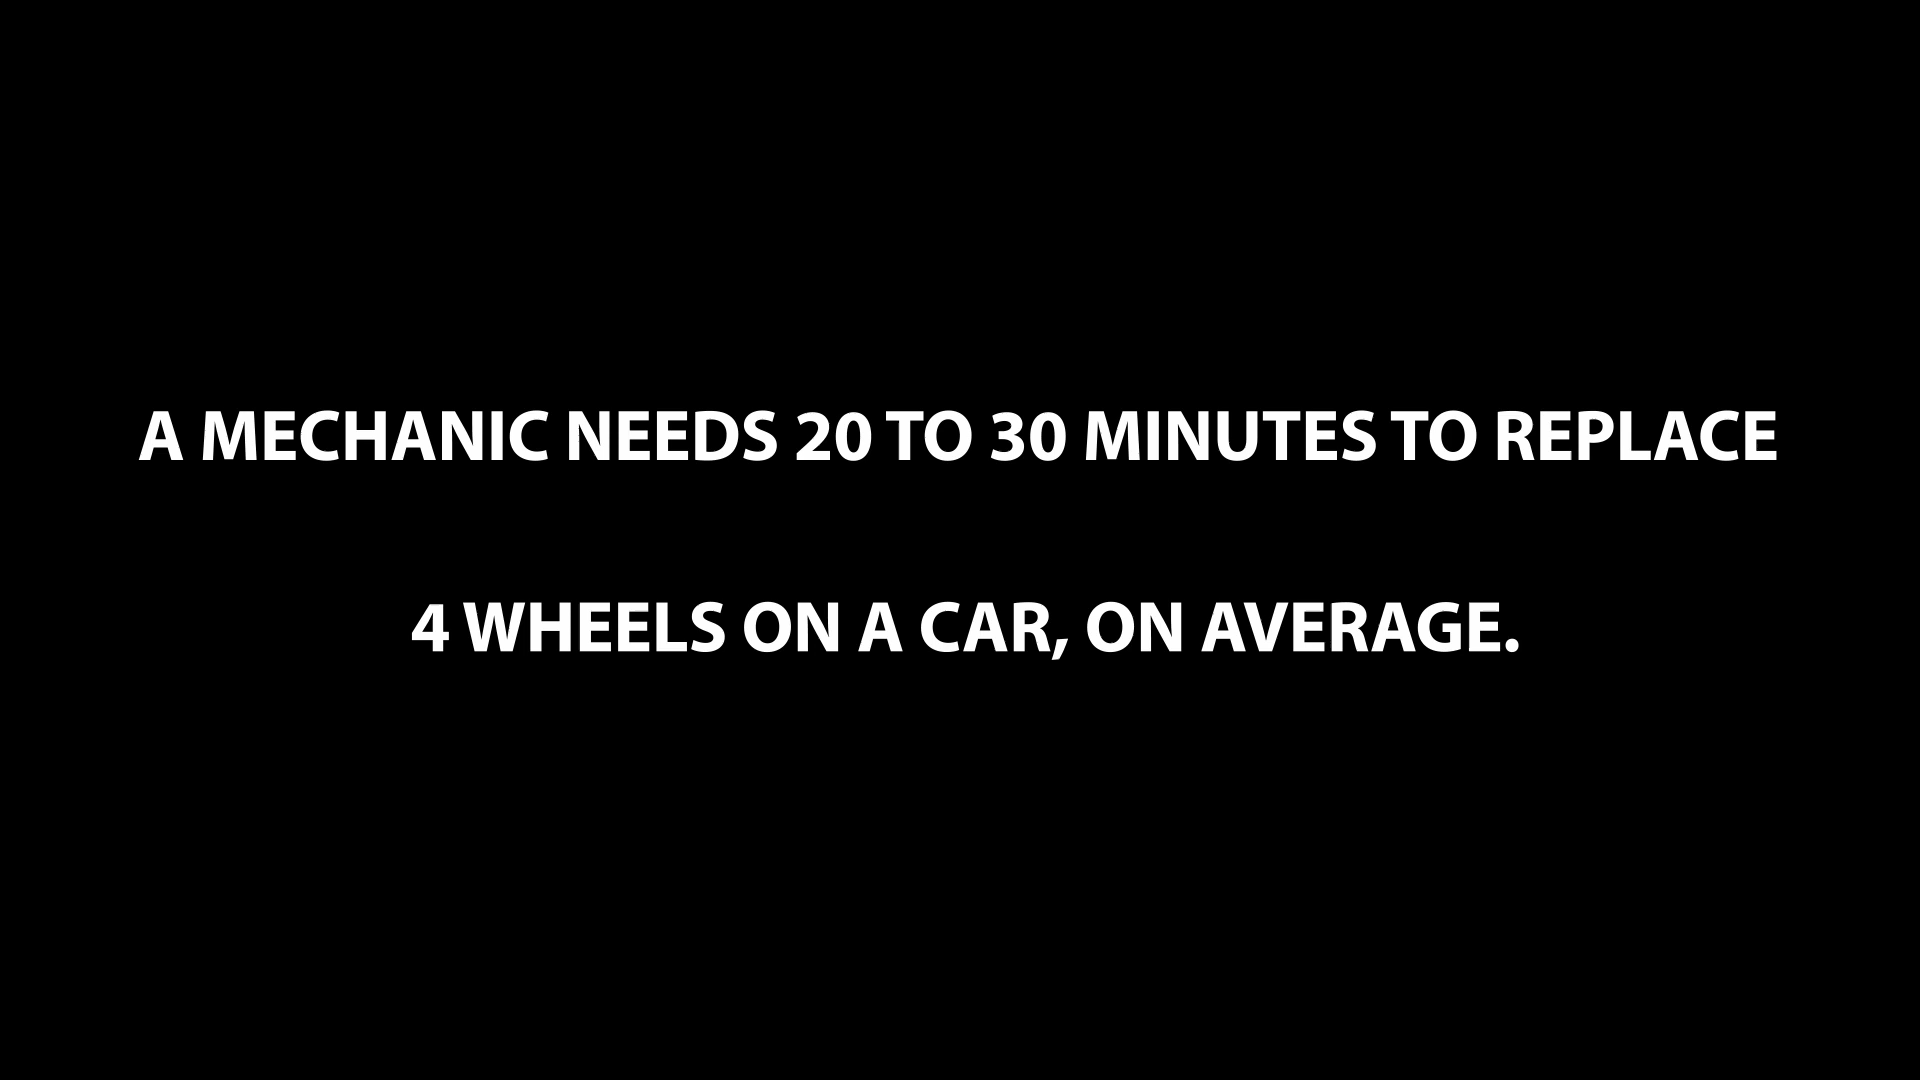 A MECHANIC NEEDS 20 TO 30 MINUTES TO REPLACE
4 WHEELS ON A CAR, ON AVERAGE.